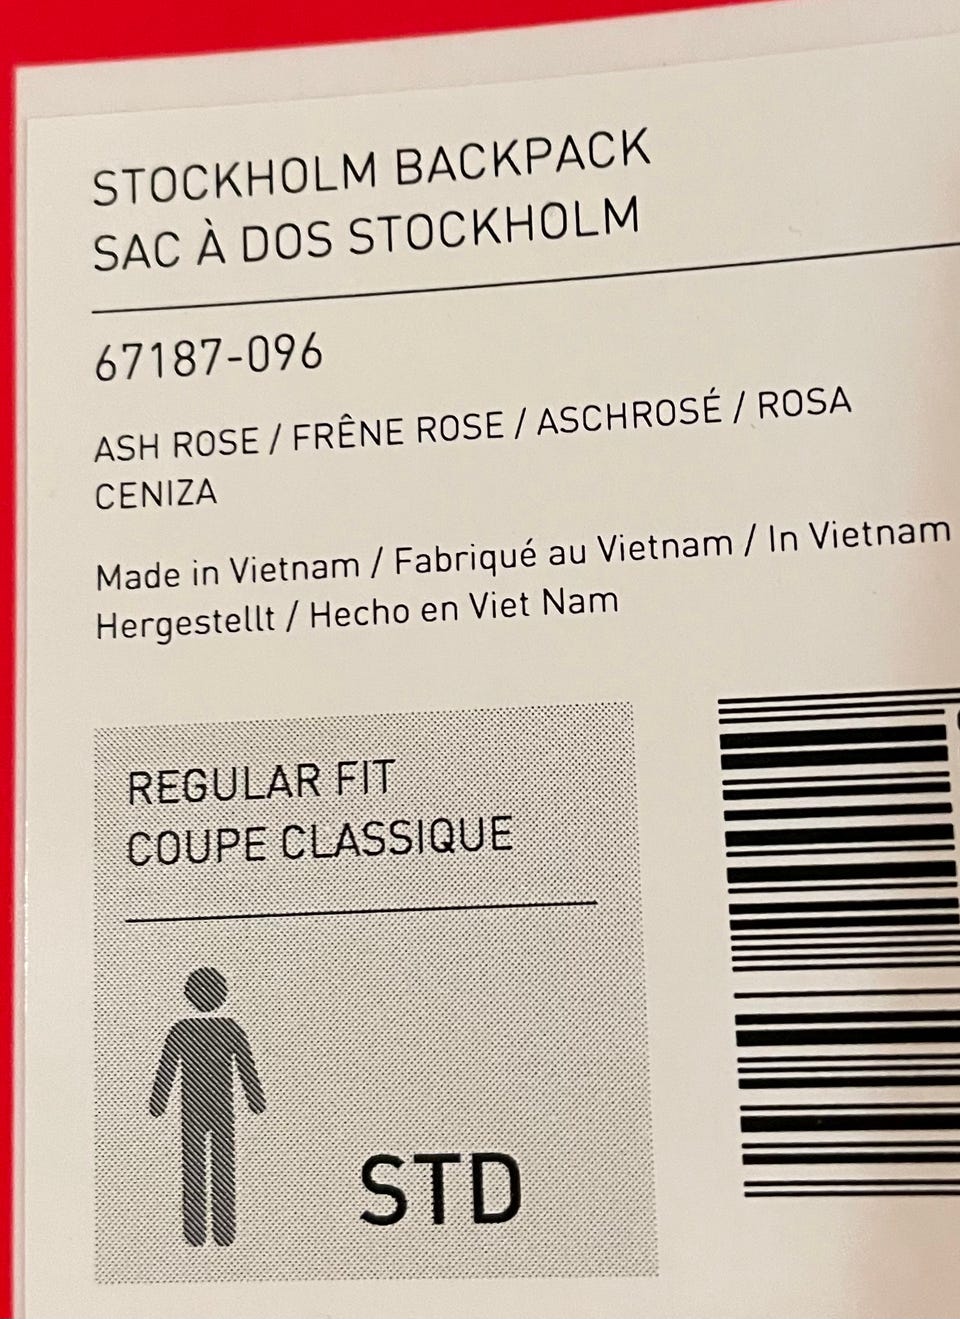 STOCKHOLM BACKPACK
SAC À DOS STOCKHOLM
67187-096
ASH ROSE / FRÊNE ROSE / ASCHROSÉ / ROSA
CENIZA
Made in Vietnam / Fabriqué au Vietnam / In Vietnam
Hergestellt / Hecho en Viet Nam
REGULAR FIT
COUPE CLASSIQUE
STD